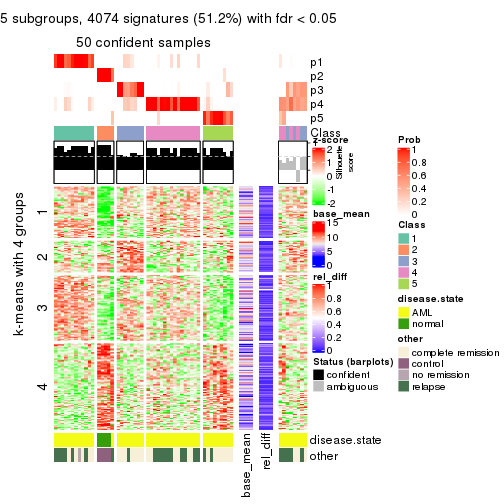 5 subgroups, 4074 signatures (51.2%) with fdr < 0.05
50 confident samples
p1
p2
p3
p4
p5
Class
1
Silhouette
score
k-means with 4 groups
1
2
3
4
base_mean
rel_diff
disease.state
other
z-score
2
1
0
-1
-2
base_mean
15
10
5
0
rel_diff
1
0.8
0.6
0.4
0.2
0
Status (barplots)
confident
ambiguous
Prob
1
0.8
0.6
0.4
0.2
0
Class
1
2
3
4
5
disease.state
AML
normal
other
complete remission
control
no remission
relapse